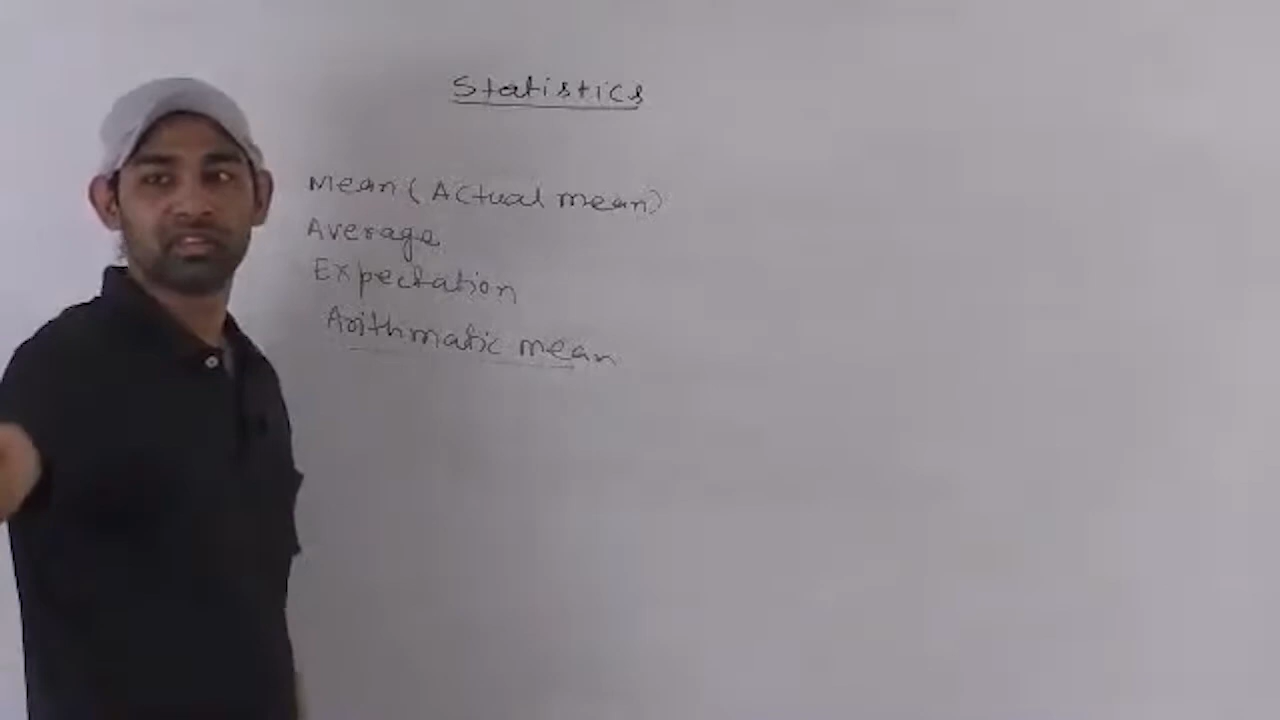 Statistics
Mean (Actual mean)
Average
Expectation
Arithmatic mean